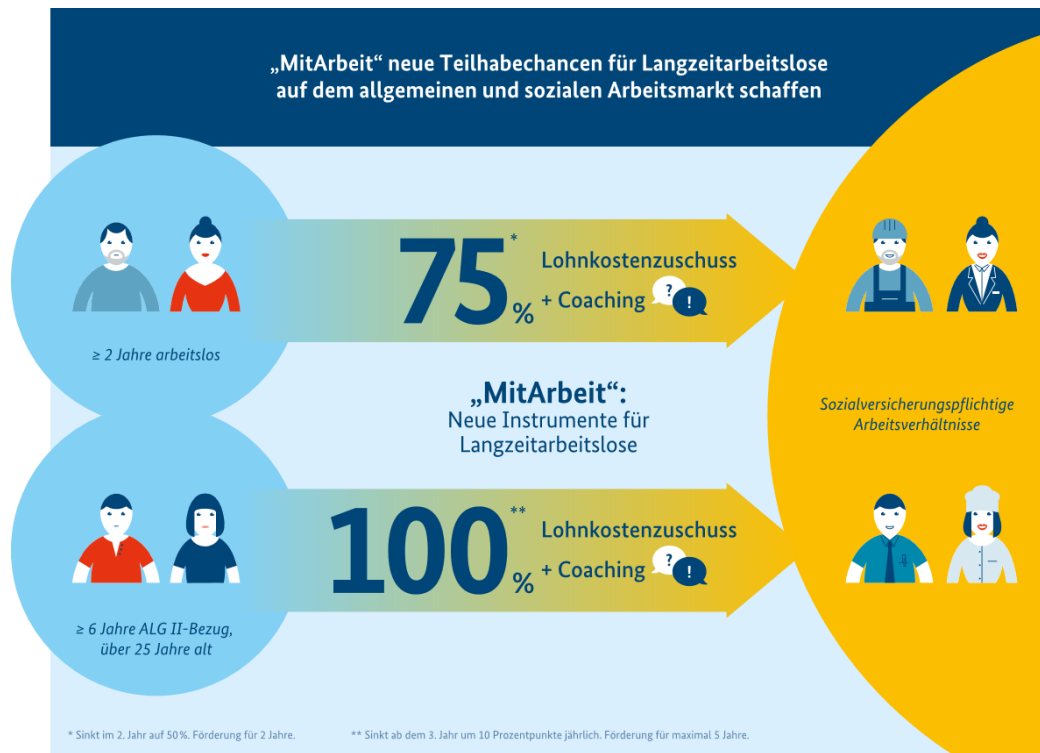 „MitArbeit“ neue Teilhabechancen für Langzeitarbeitslose
auf dem allgemeinen und sozialen Arbeitsmarkt schaffen
75%*
Lohnkostenzuschuss
+ Coaching ? !
≥ 2 Jahre arbeitslos
„MitArbeit“:
Neue Instrumente für
Langzeitarbeitslose
Sozialversicherungspflichtige
Arbeitsverhältnisse
100%**
Lohnkostenzuschuss
+ Coaching ? !
≥ 6 Jahre ALG II-Bezug,
über 25 Jahre alt
* Sinkt im 2. Jahr auf 50 %. Förderung für 2 Jahre.
** Sinkt ab dem 3. Jahr um 10 Prozentpunkte jährlich. Förderung für maximal 5 Jahre.